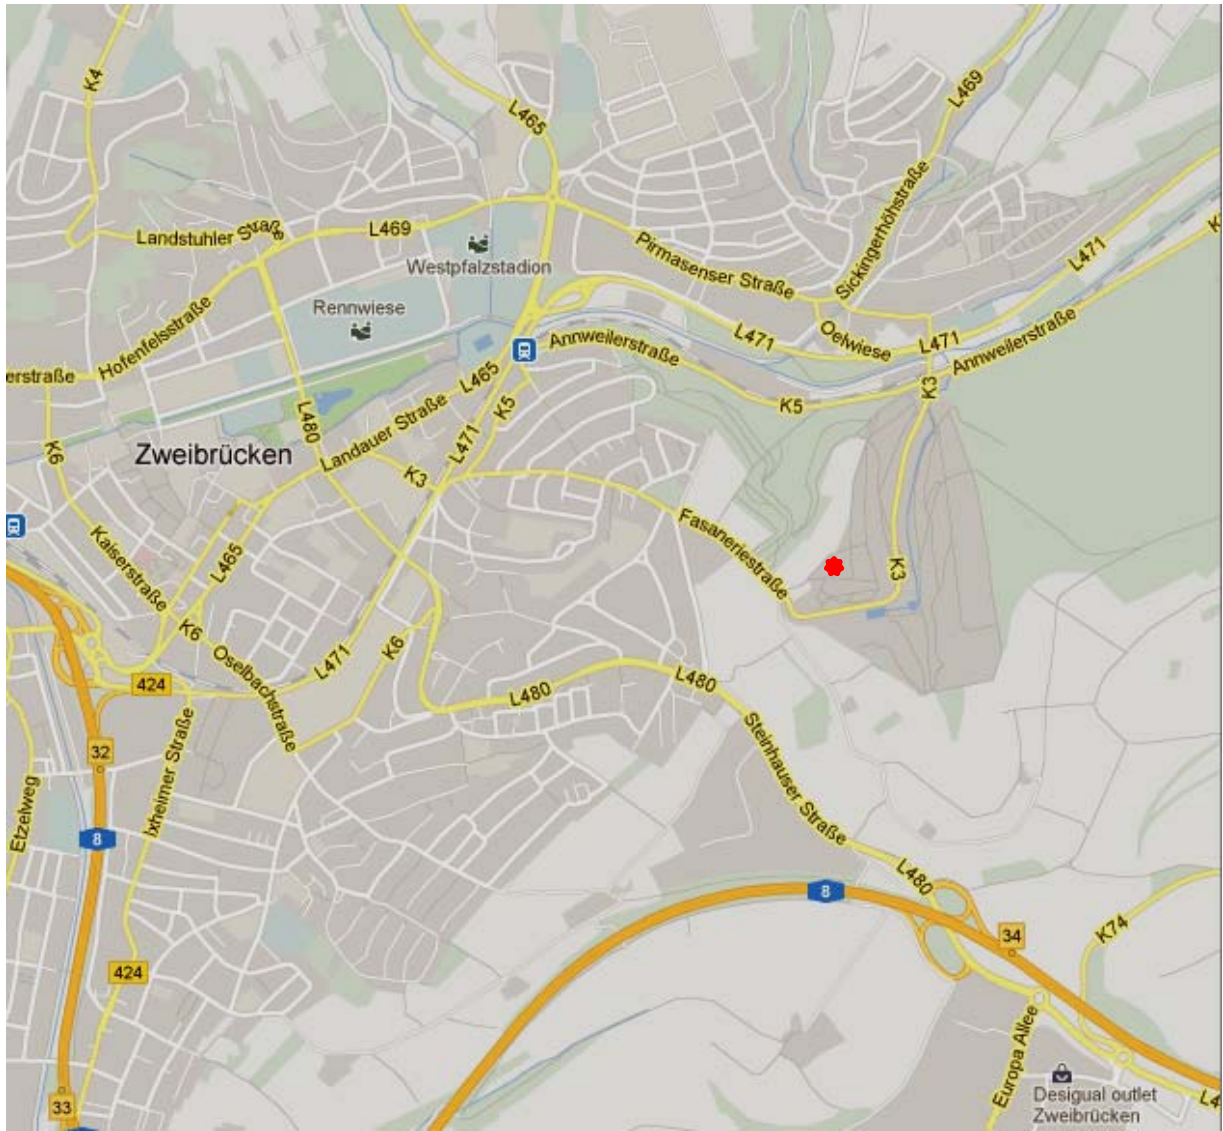 K4
L469
L465
Landstuhler Straße
L469
Westpfalzstadion
Pirmasenser Straße
Sickingerhöhstraße
L471
K
Rennwiese
Hofenfelsstraße
Oelwiese
L471
L471
Annweilerstraße
Annweilerstraße
erstraße
L465
K5
K5
K3
L480
Landauer Straße
L471
K3
Zweibrücken
K6
Fasaneriestraße
K3
Kaiserstraße
L465
K6
Oselbachstraße
L471
K6
424
L480
L480
Steinhauser Straße
32
Ixheimer Straße
Etzelweg
8
8
L480
34
K74
424
Europa Allee
Desigual outlet
Zweibrücken
L4
33